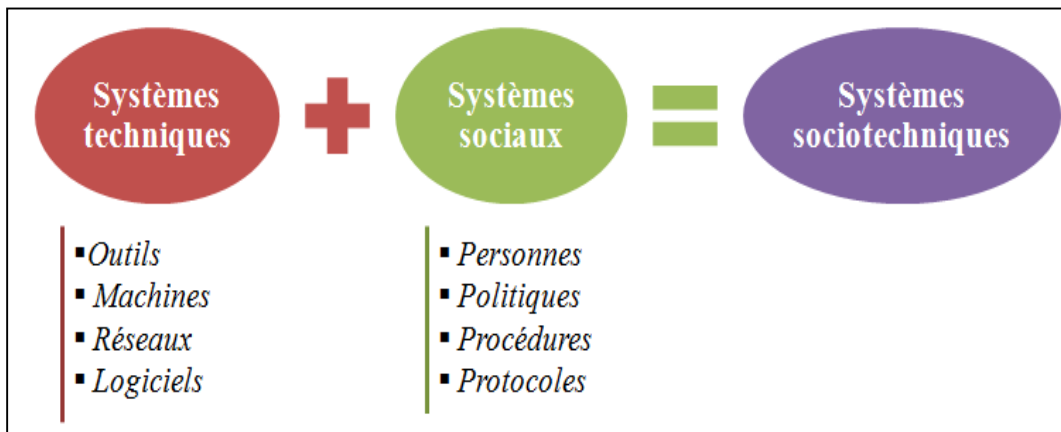 Systèmes
techniques
+
Systèmes
sociaux
=
Systèmes
sociotechniques
▪Outils
▪ Machines
▪ Réseaux
▪ Logiciels
▪ Personnes
▪ Politiques
▪ Procédures
▪ Protocoles